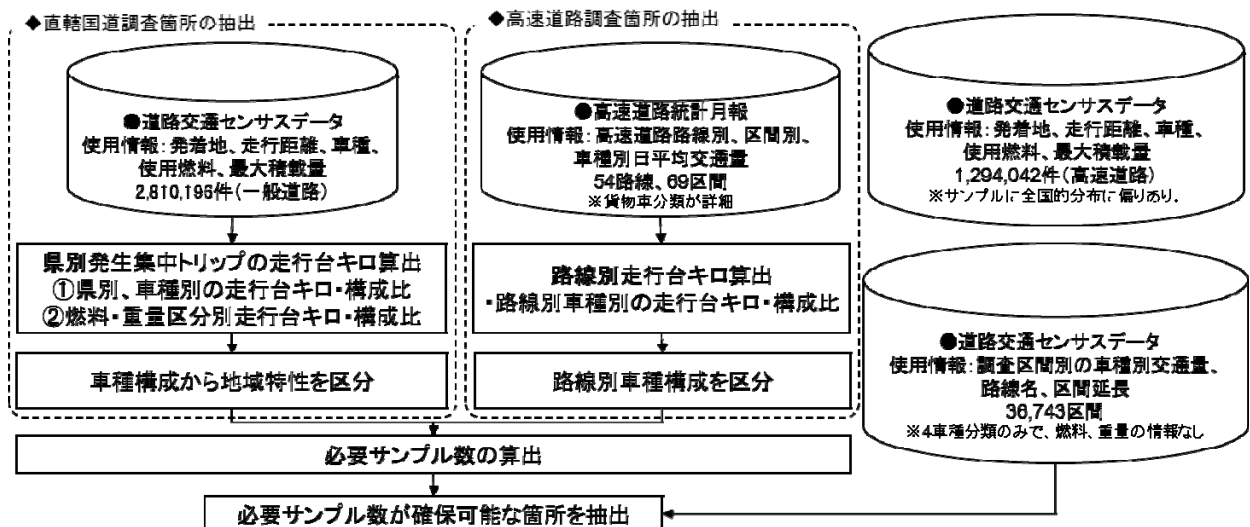 ◆直轄国道調査箇所の抽出
●道路交通センサスデータ
使用情報:発着地、走行距離、車種、
使用燃料、最大積載量
2,810,196件(一般道路)
県別発生集中トリップの走行台キロ算出
①県別、車種別の走行台キロ・構成比
②燃料・重量区分別走行台キロ・構成比
車種構成から地域特性を区分
◆高速道路調査箇所の抽出
●高速道路統計月報
使用情報:高速道路路線別、区間別、
車種別日平均交通量
54路線、69区間
※貨物車分類が詳細
路線別走行台キロ算出
・路線別車種別の走行台キロ・構成比
路線別車種構成を区分
●道路交通センサスデータ
使用情報:発着地、走行距離、車種、
使用燃料、最大積載量
1,294,042件(高速道路)
※サンプルに全国的分布に偏りあり.
●道路交通センサスデータ
使用情報:調査区間別の車種別交通量、
路線名、区間延長
36,743区間
※4車種分類のみで、燃料、重量の情報なし
必要サンプル数の算出
必要サンプル数が確保可能な箇所を抽出